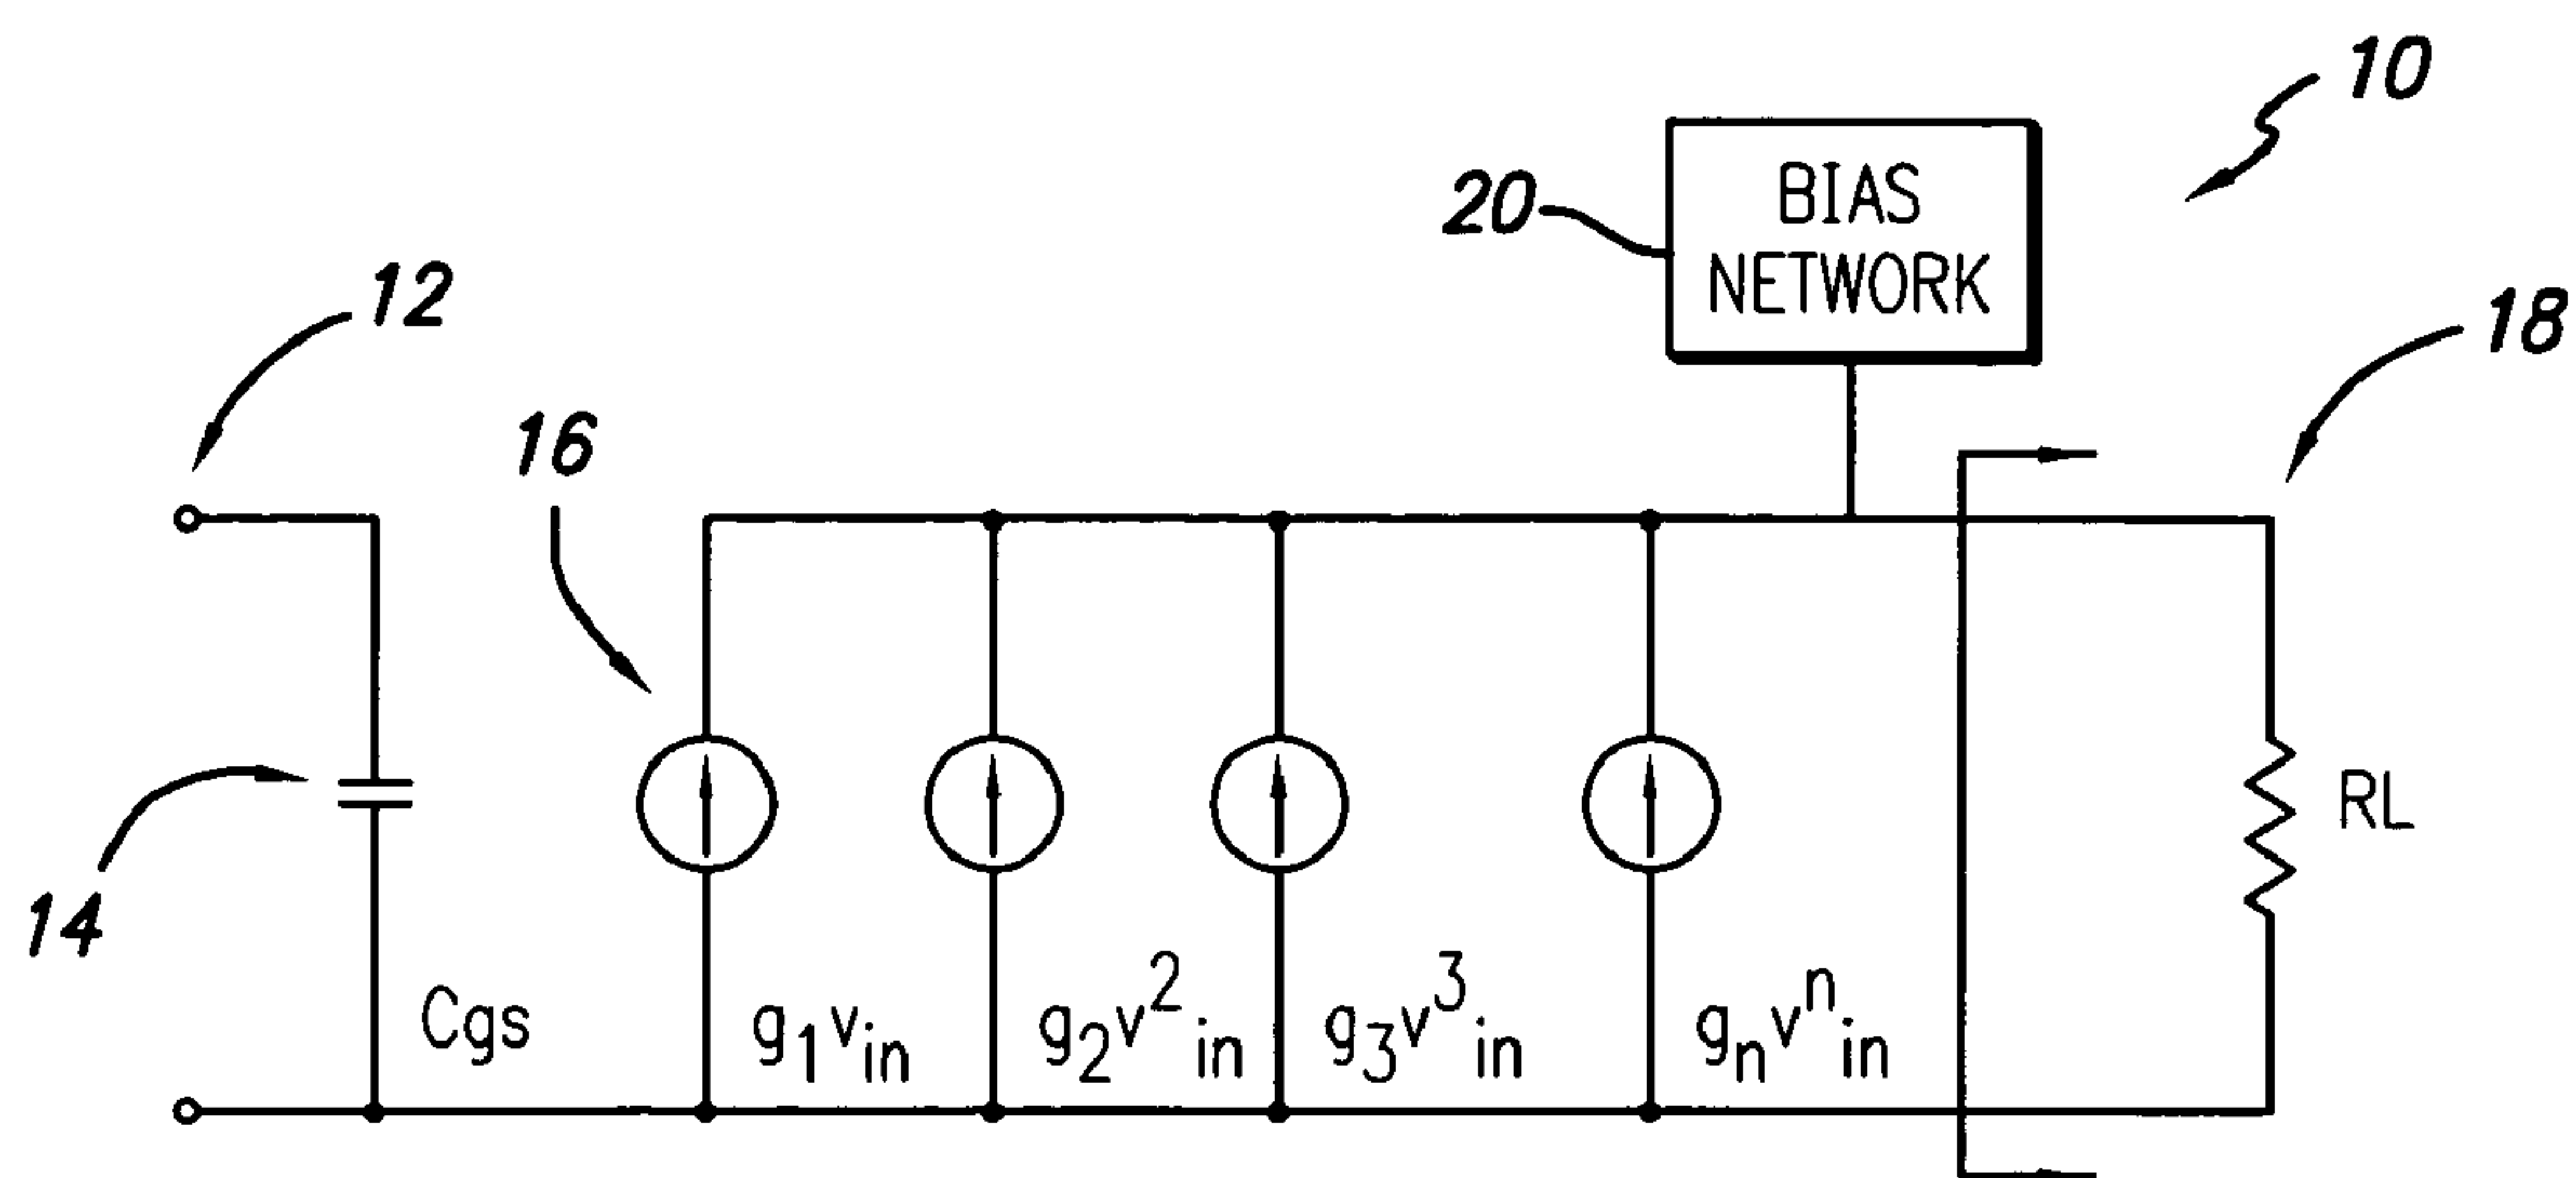 10
BIAS
NETWORK
20
12
18
16
14
RL
Cgs
g₁vᵢₙ
g₂v²ᵢₙ
g₃v³ᵢₙ
gₙvⁿᵢₙ